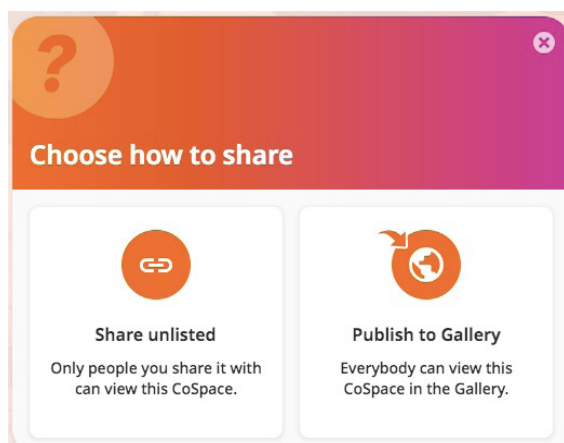 ?
Choose how to share
Share unlisted
Only people you share it with
can view this CoSpace.
Publish to Gallery
Everybody can view this
CoSpace in the Gallery.